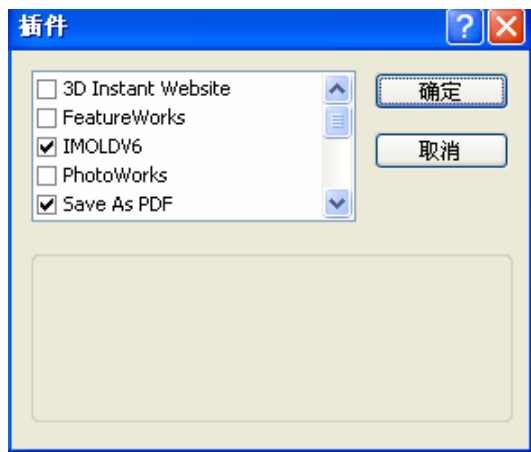 插件
3D Instant Website
FeatureWorks
IMOLDV6
PhotoWorks
Save As PDF
确定
取消